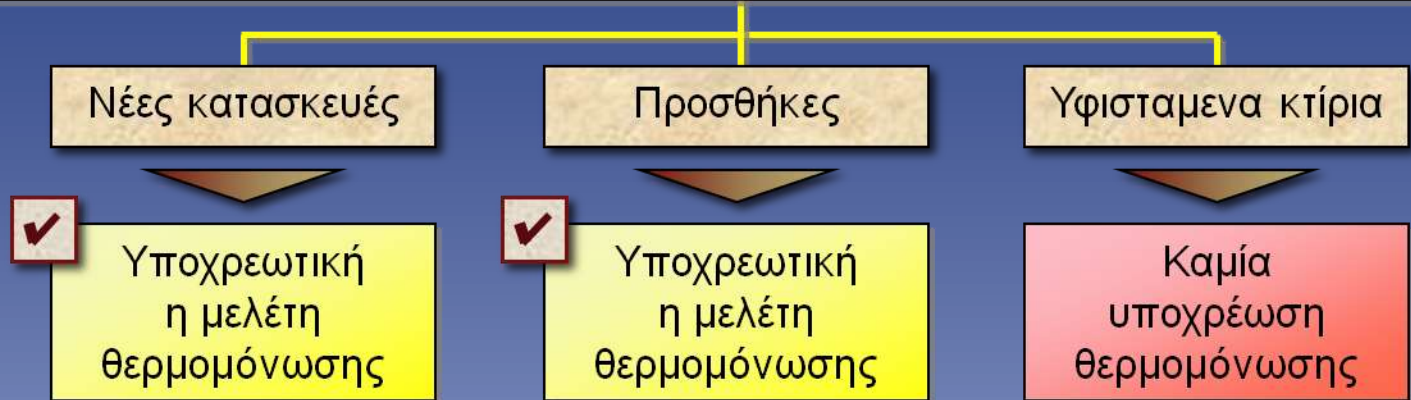 Νέες κατασκευές
Προσθήκες
Υφισταμενα κτίρια
Υποχρεωτική
η μελέτη
θερμομόνωσης
Υποχρεωτική
η μελέτη
θερμομόνωσης
Καμία
υποχρέωση
θερμομόνωσης